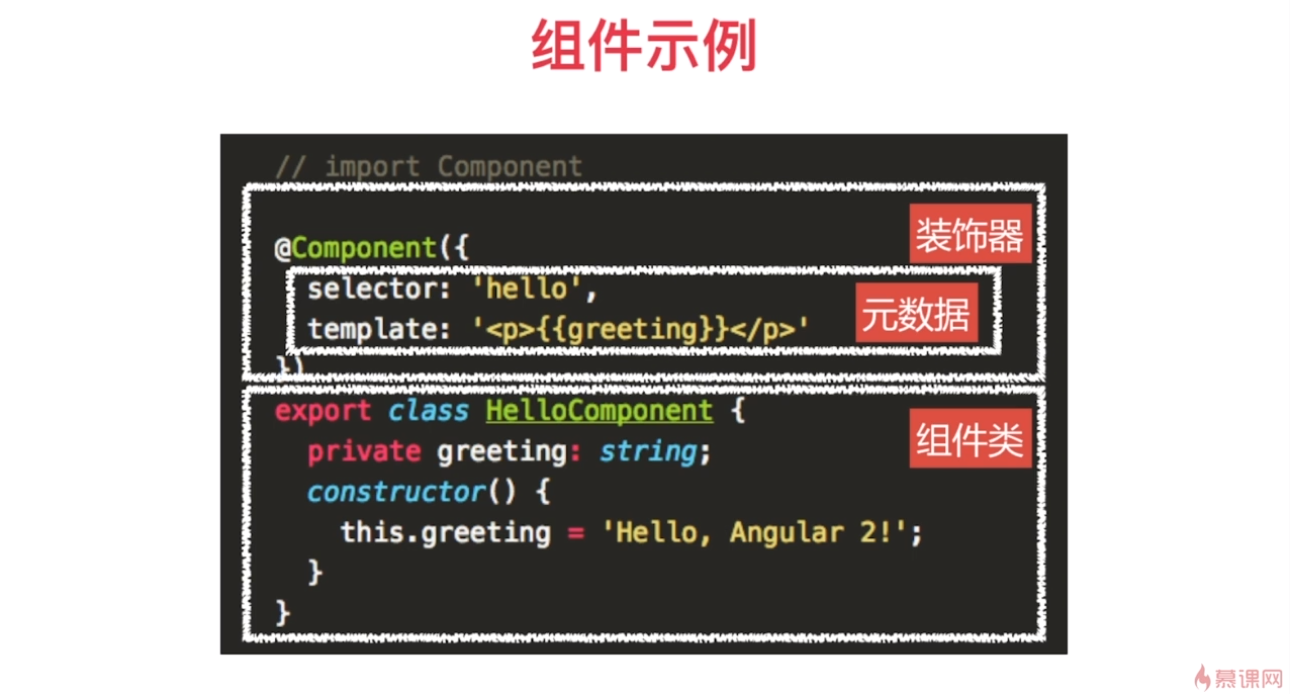 组件示例
// import Component
装饰器
@Component({
selector: 'hello',
元数据
template: '<p>{{greeting}}</p>'
})
export class HelloComponent {
组件类
private greeting: string;
constructor() {
this.greeting = 'Hello, Angular 2!';
}
}
慕课网